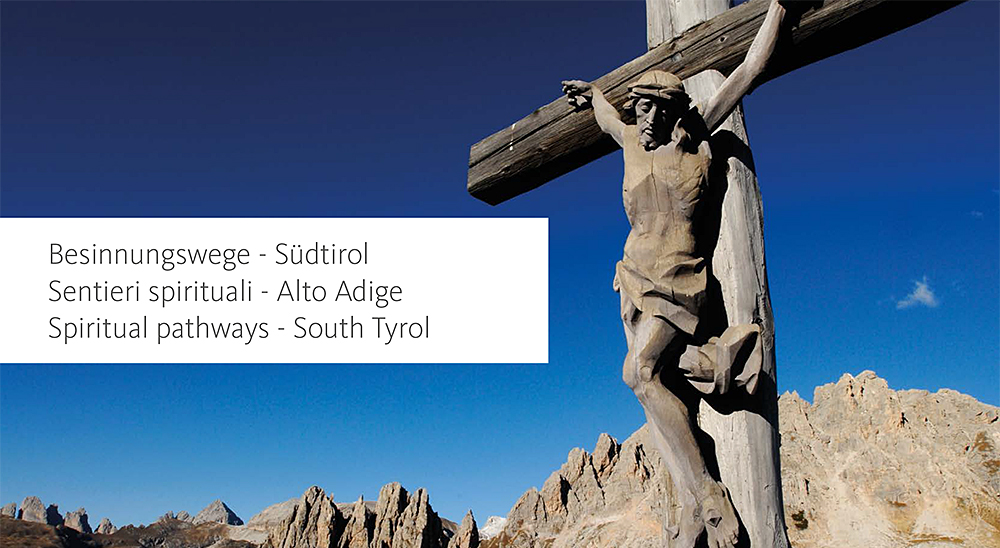 Besinnungswege - Südtirol
Sentieri spirituali - Alto Adige
Spiritual pathways - South Tyrol